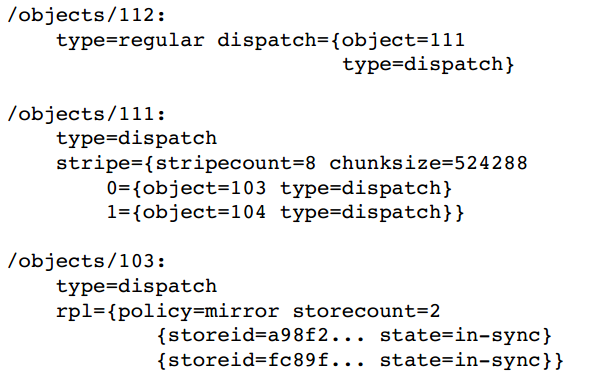 /objects/112:
type=regular dispatch={object=111
type=dispatch}
/objects/111:
type=dispatch
stripe={stripecount=8 chunksize=524288
0={object=103 type=dispatch}
1={object=104 type=dispatch}}
/objects/103:
type=dispatch
rpl={policy=mirror storecount=2
{storeid=a98f2... state=in-sync}
{storeid=fc89f... state=in-sync}}